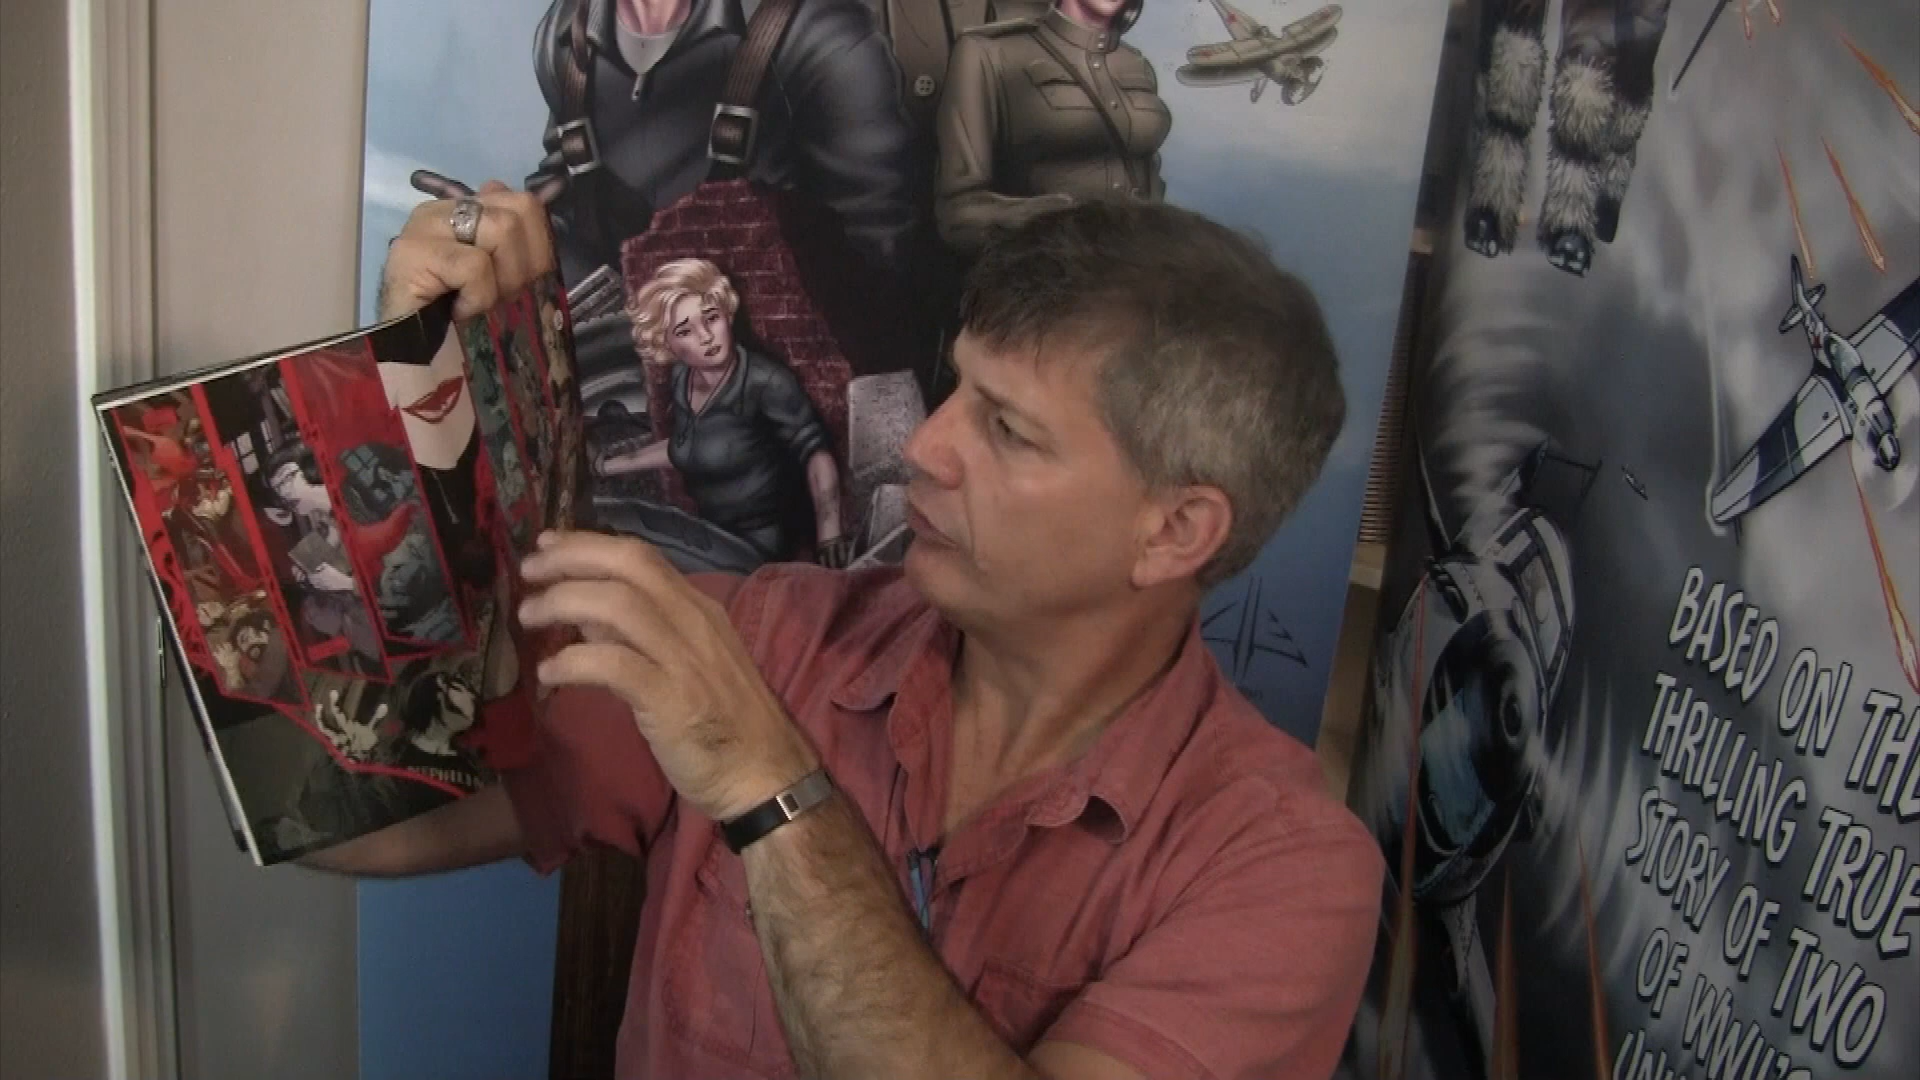 BASED ON THE
THRILLING TRUE
STORY OF TWO
OF WWII'S